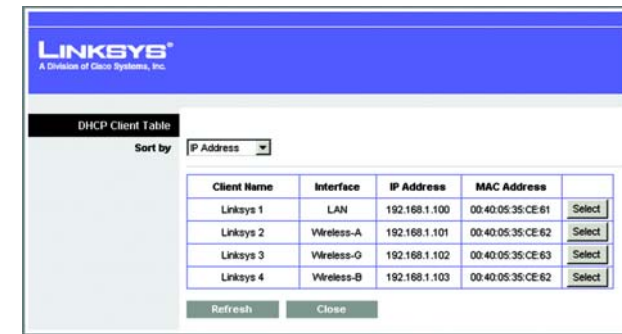 LINKSYS®
A Division of Cisco Systems, Inc.
DHCP Client Table
Sort by IP Address
Client Name Interface IP Address MAC Address
Linksys 1 LAN 192.168.1.100 00:40:05:35:CE:61 Select
Linksys 2 Wireless-A 192.168.1.101 00:40:05:35:CE:62 Select
Linksys 3 Wireless-G 192.168.1.102 00:40:05:35:CE:63 Select
Linksys 4 Wireless-B 192.168.1.103 00:40:05:35:CE:62 Select
Refresh Close